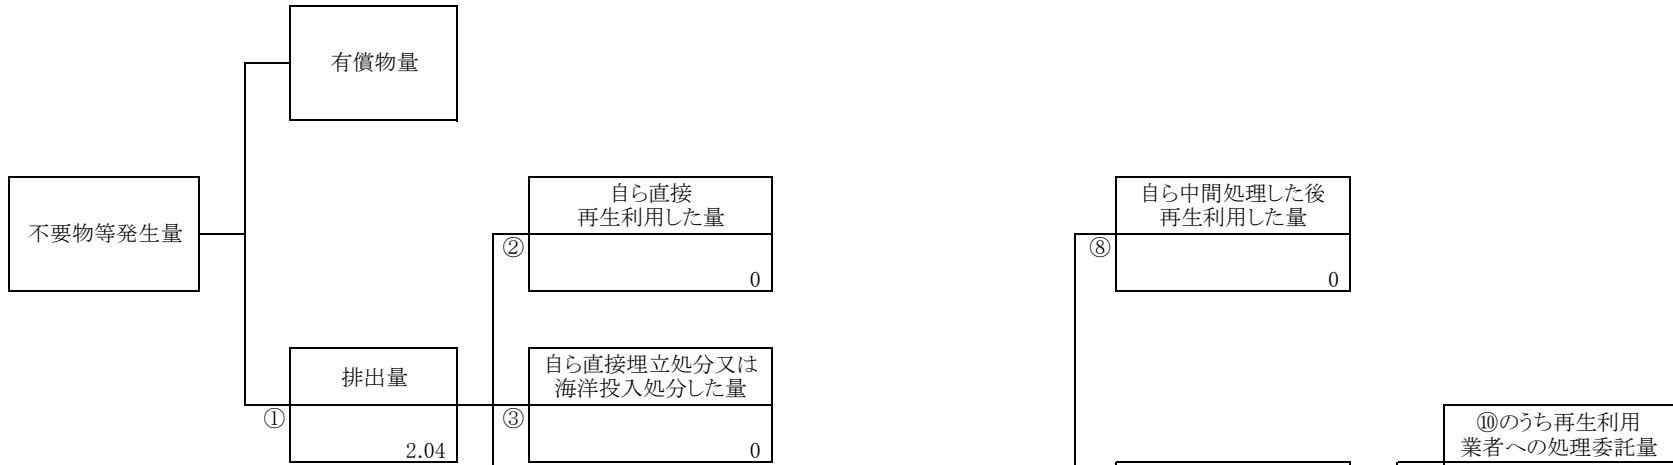 有償物量
不要物等発生量
自ら直接
再生利用した量
②
0
自ら中間処理した後
再生利用した量
⑧
0
排出量
①
2.04
自ら直接埋立処分又は
海洋投入処分した量
③
0
⑩のうち再生利用
業者への処理委託量